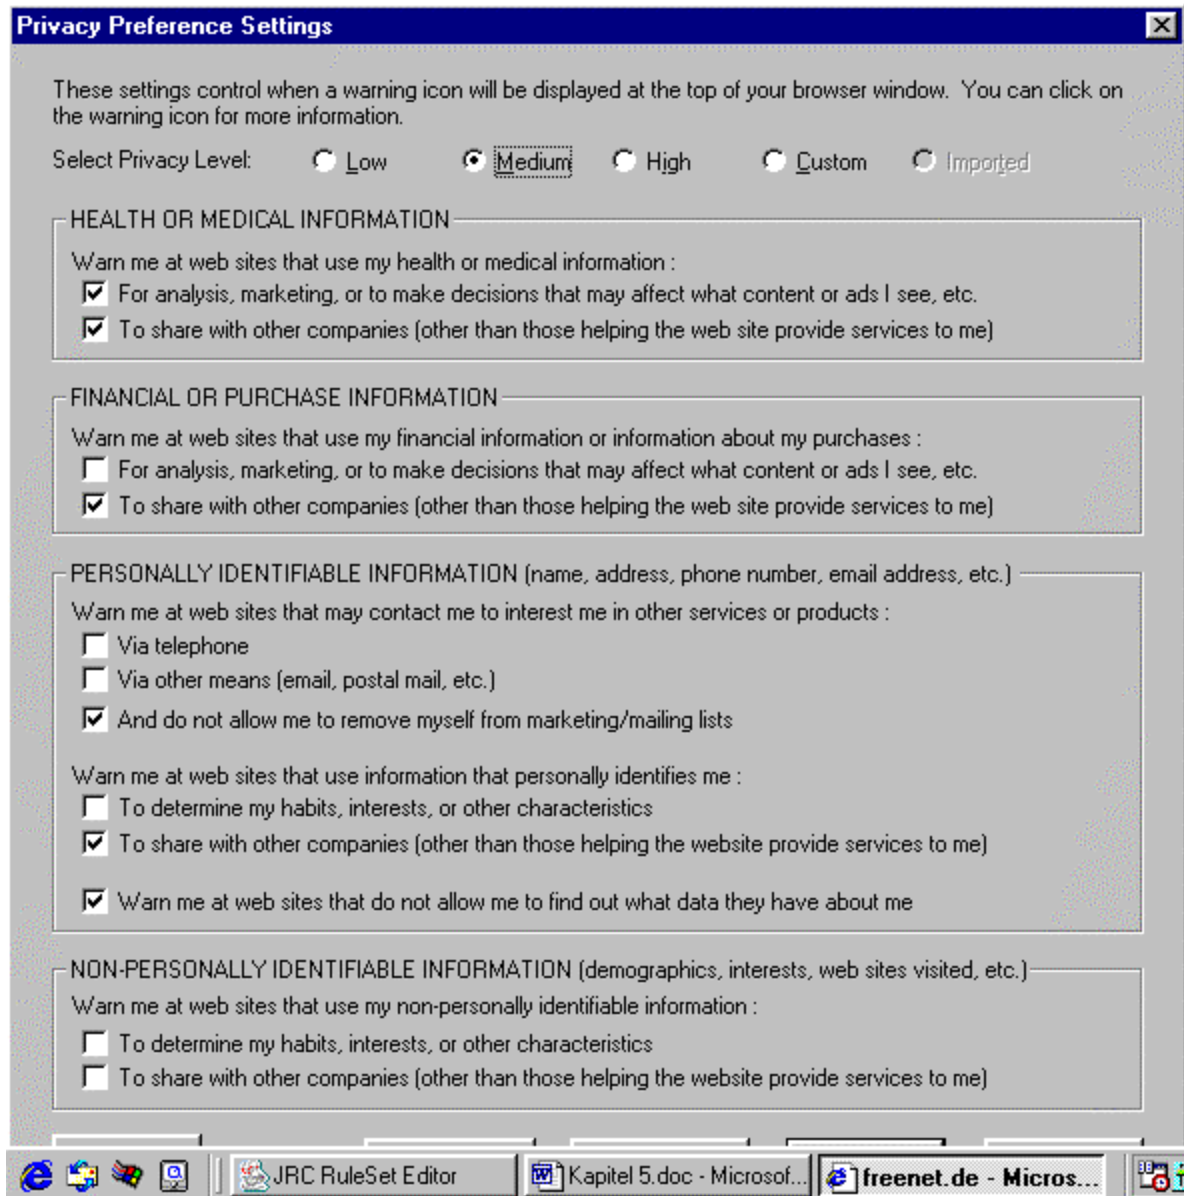 Privacy Preference Settings
These settings control when a warning icon will be displayed at the top of your browser window. You can click on
the warning icon for more information.
Select Privacy Level: Low Medium High Custom Imported
HEALTH OR MEDICAL INFORMATION
Warn me at web sites that use my health or medical information :
For analysis, marketing, or to make decisions that may affect what content or ads I see, etc.
To share with other companies (other than those helping the web site provide services to me)
FINANCIAL OR PURCHASE INFORMATION
Warn me at web sites that use my financial information or information about my purchases :
For analysis, marketing, or to make decisions that may affect what content or ads I see, etc.
To share with other companies (other than those helping the web site provide services to me)
PERSONALLY IDENTIFIABLE INFORMATION (name, address, phone number, email address, etc.)
Warn me at web sites that may contact me to interest me in other services or products :
Via telephone
Via other means (email, postal mail, etc.)
And do not allow me to remove myself from marketing/mailing lists
Warn me at web sites that use information that personally identifies me :
To determine my habits, interests, or other characteristics
To share with other companies (other than those helping the website provide services to me)
Warn me at web sites that do not allow me to find out what data they have about me
NON-PERSONALLY IDENTIFIABLE INFORMATION (demographics, interests, web sites visited, etc.)
Warn me at web sites that use my non-personally identifiable information :
To determine my habits, interests, or other characteristics
To share with other companies (other than those helping the website provide services to me)
JRC RuleSet Editor Kapitel 5.doc - Microsof... freenet.de - Micros...